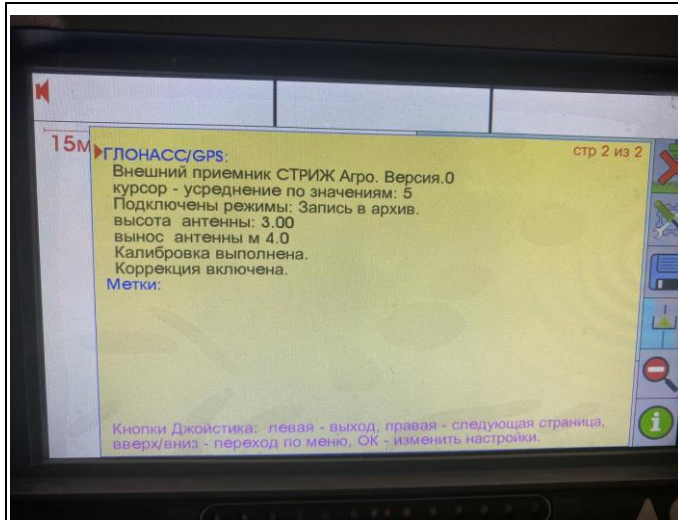 15м
стр 2 из 2
ГЛОНАСС/GPS:
Внешний приемник СТРИЖ Агро. Версия.0
курсор - усреднение по значениям: 5
Подключены режимы: Запись в архив.
высота антенны: 3.00
вынос антенны м 4.0
Калибровка выполнена.
Коррекция включена.
Метки:
Кнопки Джойстика: левая - выход, правая - следующая страница,
вверх/вниз - переход по меню, ОК - изменить настройки.